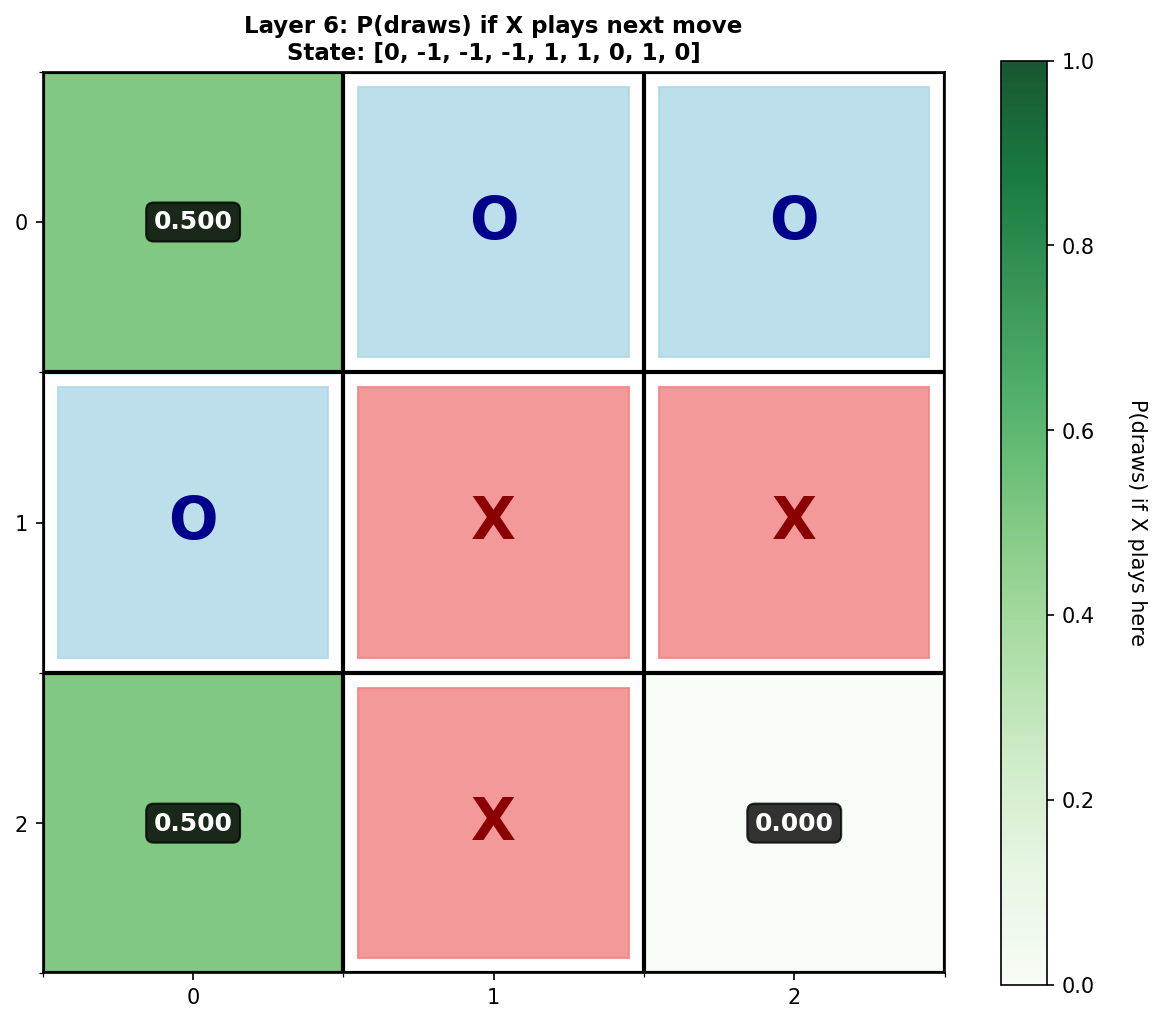 Layer 6: P(draws) if X plays next move
State: [0, -1, -1, -1, 1, 1, 0, 1, 0]
0 0.500 O O
1 O X X
2 0.500 X 0.000
0 1 2
1.0
0.8
0.6
0.4
0.2
0.0
P(draws) if X plays here